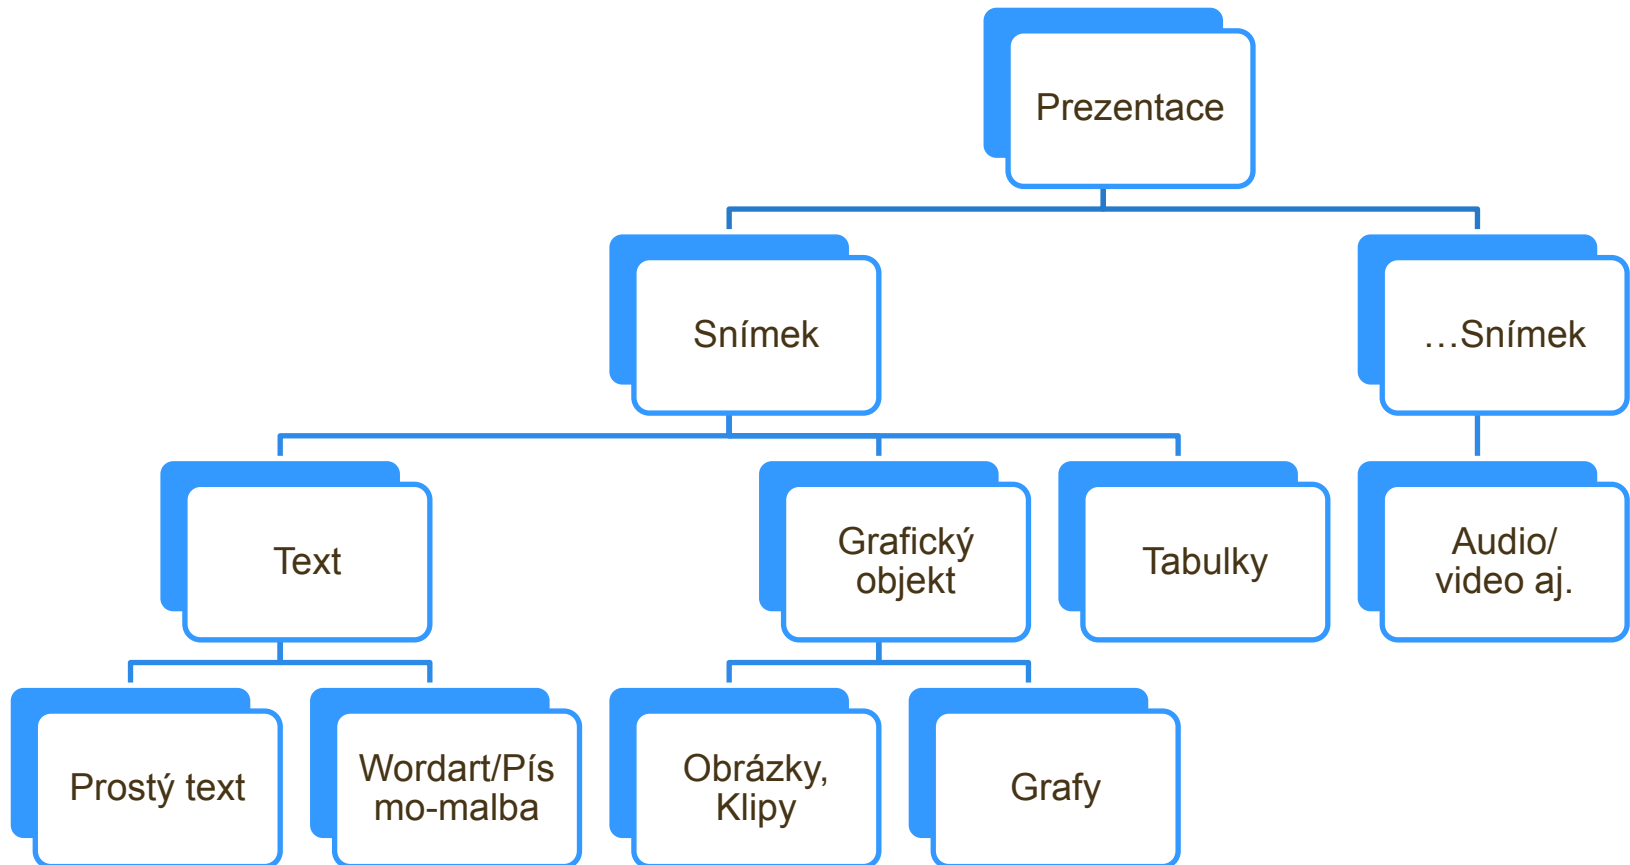 Prezentace
Snímek
...Snímek
Text
Grafický
objekt
Tabulky
Audio/
video aj.
Prostý text
Wordart/Pís
mo-malba
Obrázky,
Klipy
Grafy